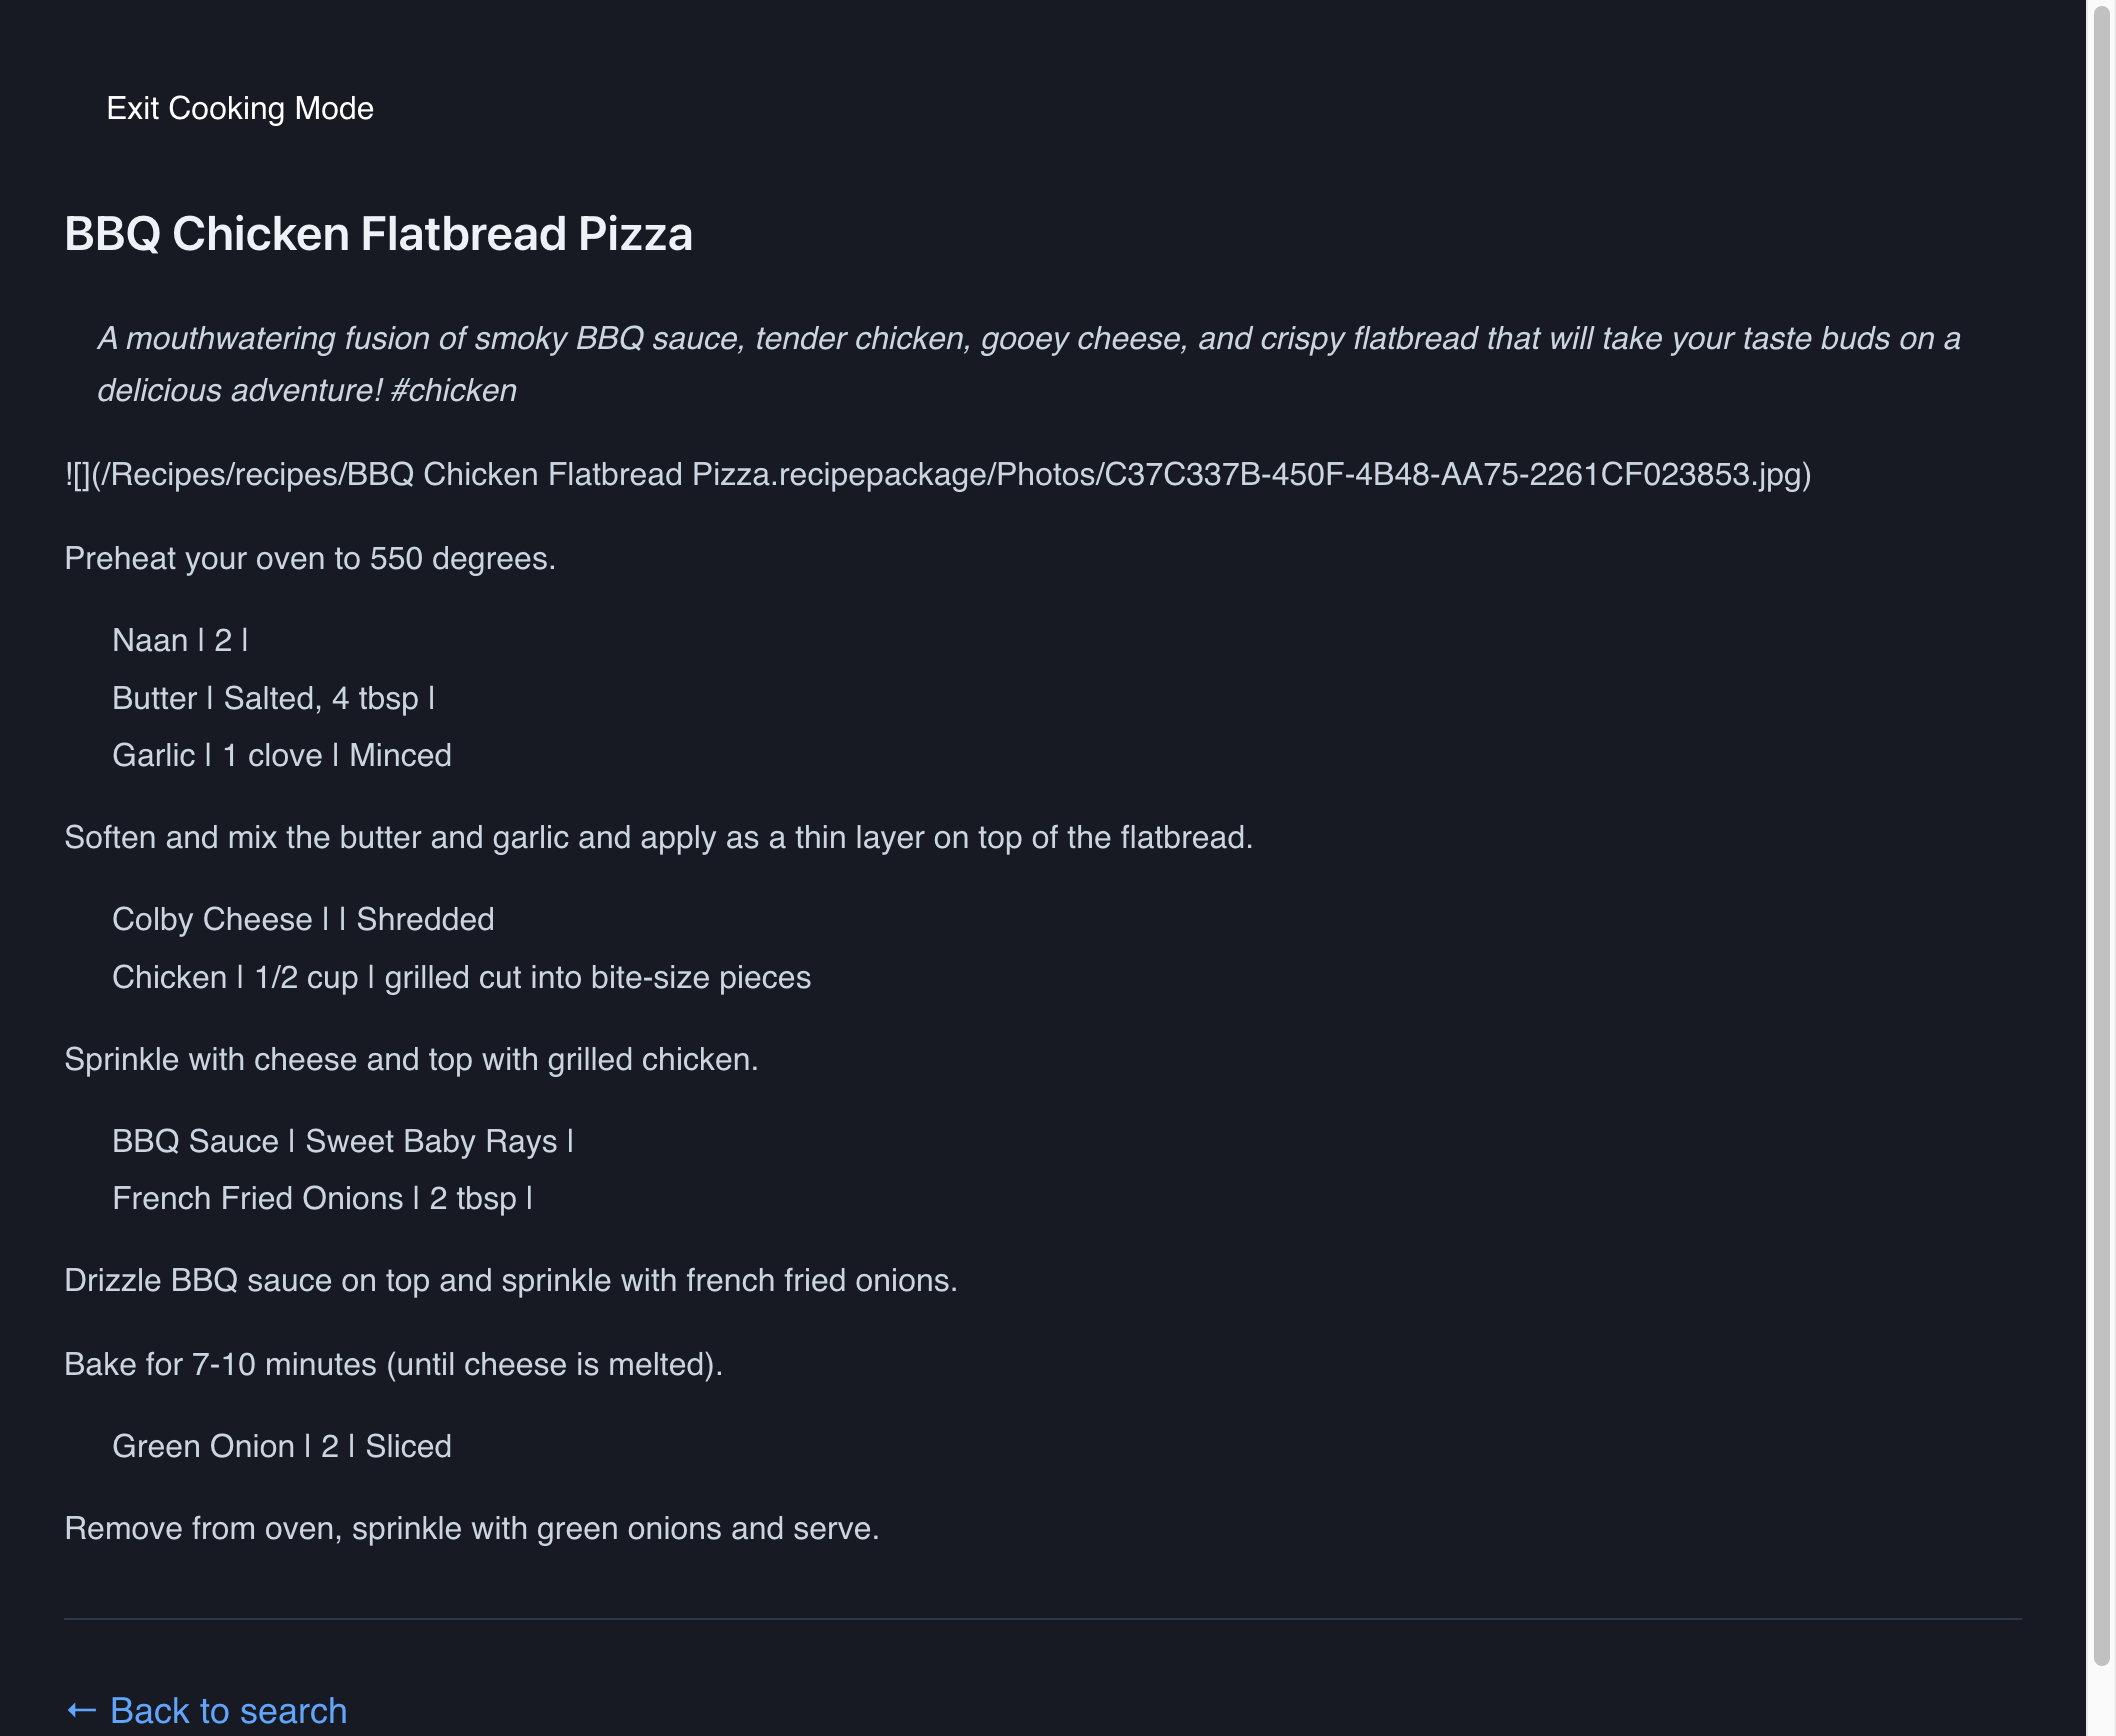 Exit Cooking Mode
BBQ Chicken Flatbread Pizza
A mouthwatering fusion of smoky BBQ sauce, tender chicken, gooey cheese, and crispy flatbread that will take your taste buds on a
delicious adventure! #chicken
![](/Recipes/recipes/BBQ Chicken Flatbread Pizza.recipepackage/Photos/C37C337B-450F-4B48-AA75-2261CF023853.jpg)
Preheat your oven to 550 degrees.
Naan | 2 |
Butter | Salted, 4 tbsp |
Garlic | 1 clove | Minced
Soften and mix the butter and garlic and apply as a thin layer on top of the flatbread.
Colby Cheese | | Shredded
Chicken | 1/2 cup | grilled cut into bite-size pieces
Sprinkle with cheese and top with grilled chicken.
BBQ Sauce | Sweet Baby Rays |
French Fried Onions | 2 tbsp |
Drizzle BBQ sauce on top and sprinkle with french fried onions.
Bake for 7-10 minutes (until cheese is melted).
Green Onion | 2 | Sliced
Remove from oven, sprinkle with green onions and serve.
← Back to search